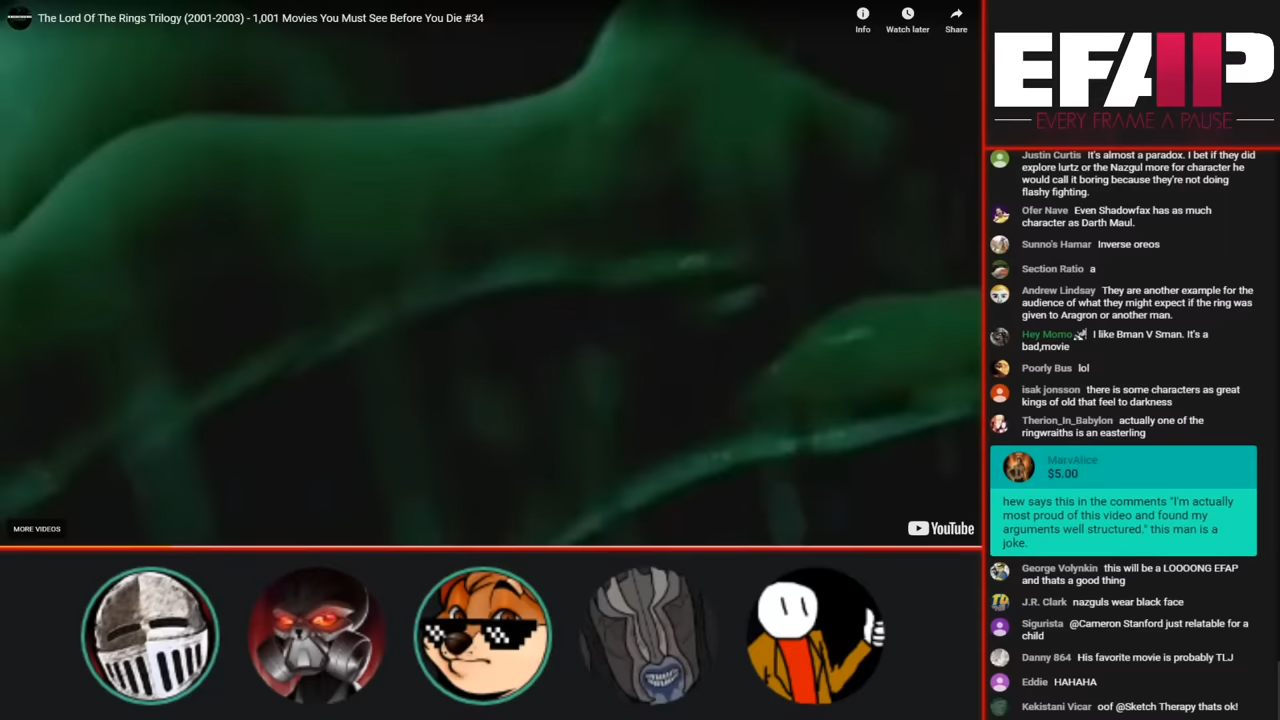 The Lord Of The Rings Trilogy (2001-2003) - 1,001 Movies You Must See Before You Die #34
Info
Watch later
Share
MORE VIDEOS
YouTube
EFAP
EVERY FRAME A PAUSE
Justin Curtis It's almost a paradox. I bet if they did
explore lurtz or the Nazgul more for character he
would call it boring because they're not doing
flashy fighting.
Ofer Nave Even Shadowfax has as much
character as Darth Maul.
Sunno's Hamar Inverse oreos
Section Ratio a
Andrew Lindsay They are another example for the
audience of what they might expect if the ring was
given to Aragron or another man.
Hey Momo I like Bman V Sman. It's a
bad,movie
Poorly Bus lol
isak jonsson there is some characters as great
kings of old that feel to darkness
Therion_In_Babylon actually one of the
ringwraiths is an easterling
MarvAlice
$5.00
hew says this in the comments "I'm actually
most proud of this video and found my
arguments well structured." this man is a
joke.
George Volynkin this will be a LOOOONG EFAP
and thats a good thing
J.R. Clark nazguls wear black face
Sigurista @Cameron Stanford just relatable for a
child
Danny 864 His favorite movie is probably TLJ
Eddie HAHAHA
Kekistani Vicar oof @Sketch Therapy thats ok!